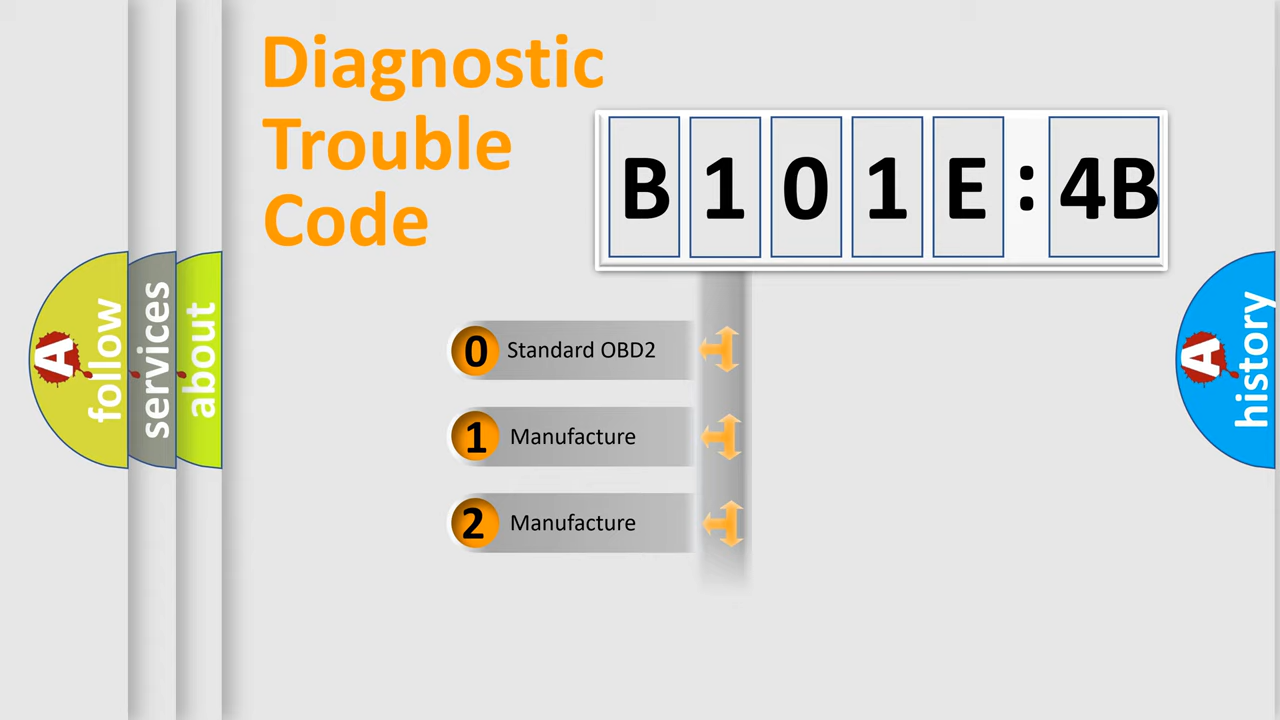 Diagnostic
Trouble
Code
B 1 0 1 E : 4B
0 Standard OBD2
1 Manufacture
2 Manufacture
A follow
services
about
A history